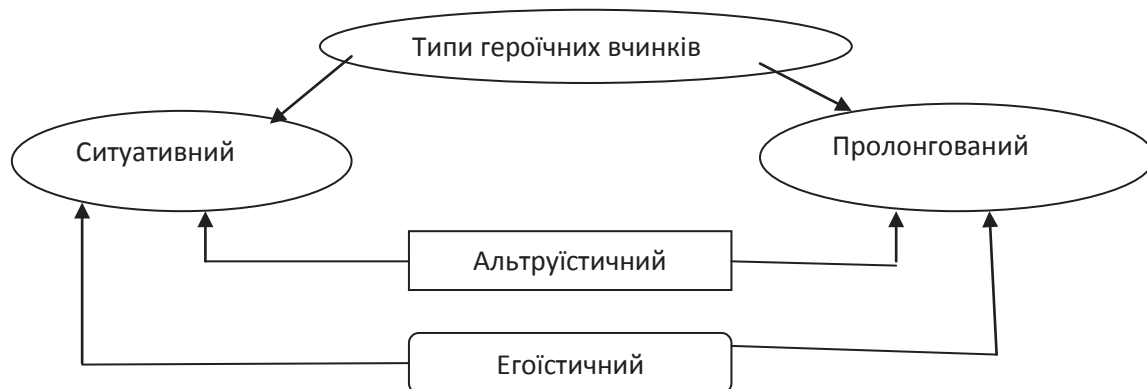 Типи героїчних вчинків
Ситуативний
Пролонгований
Альтруїстичний
Егоїстичний